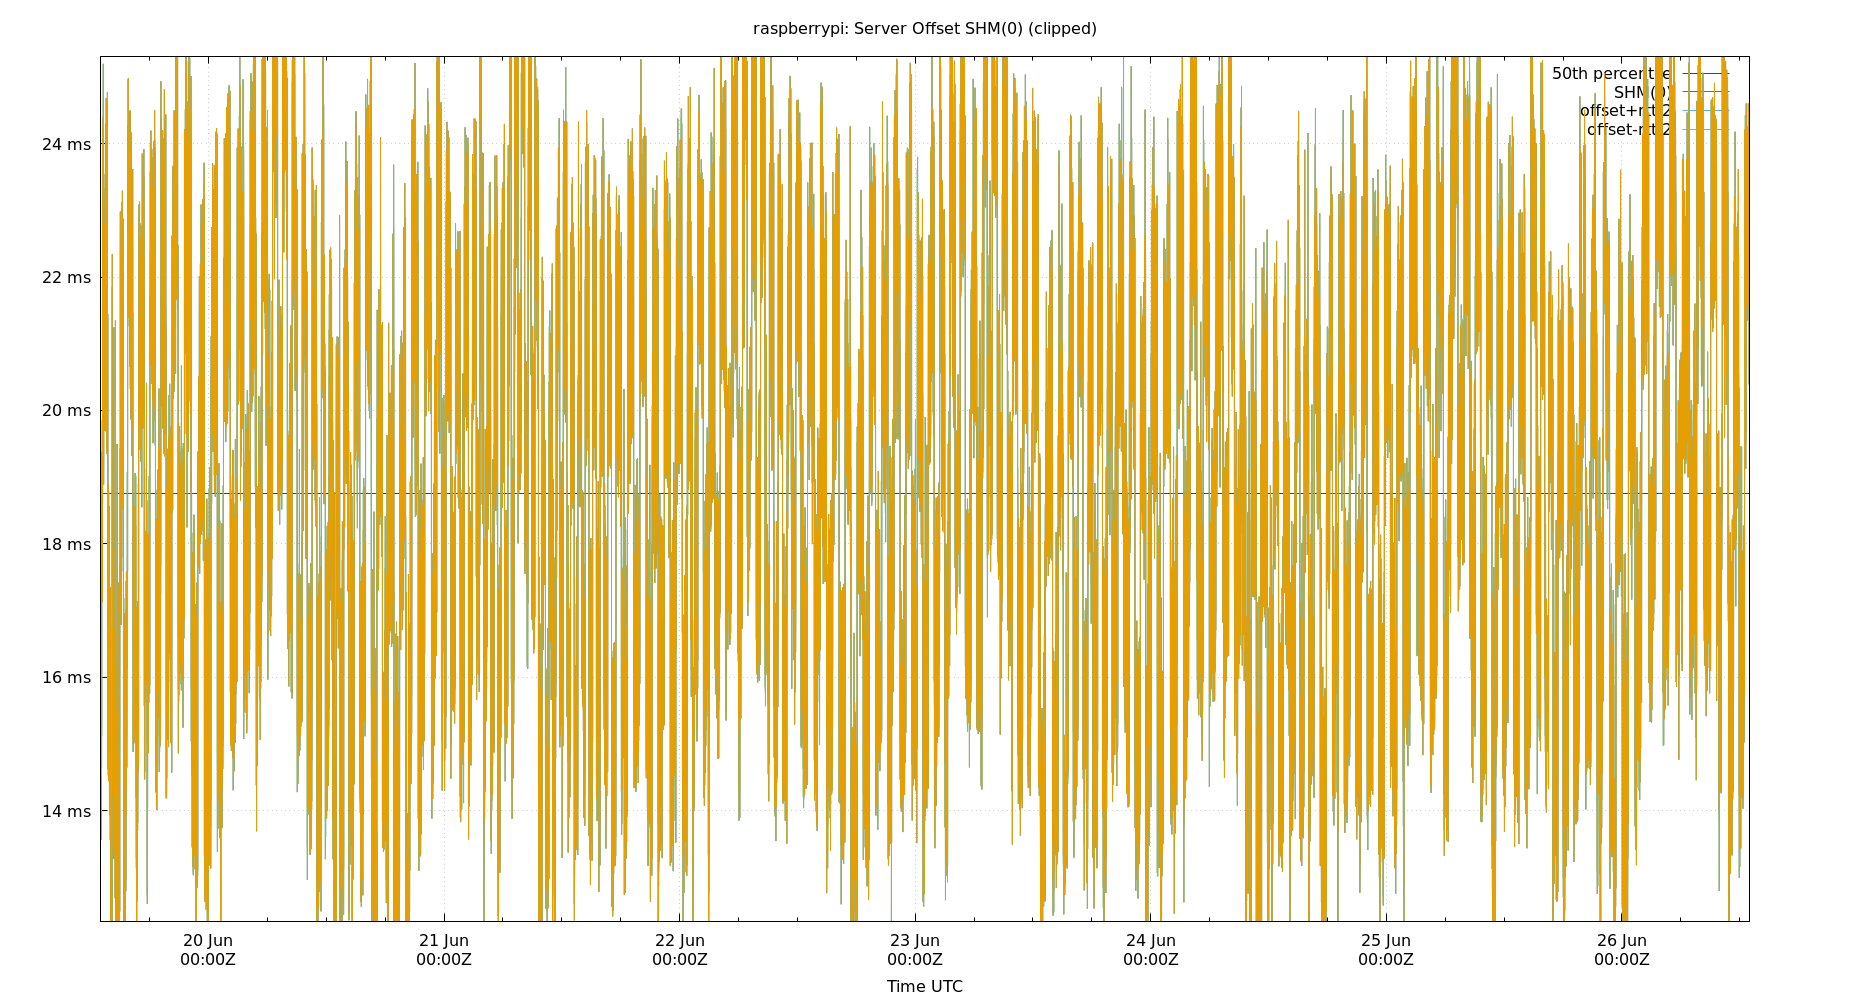 raspberrypi: Server Offset SHM(0) (clipped)
50th percentile
SHM(0)
offset+rtt/2
offset-rtt/2
24 ms
22 ms
20 ms
18 ms
16 ms
14 ms
20 Jun
00:00Z
21 Jun
00:00Z
22 Jun
00:00Z
23 Jun
00:00Z
24 Jun
00:00Z
25 Jun
00:00Z
26 Jun
00:00Z
Time UTC